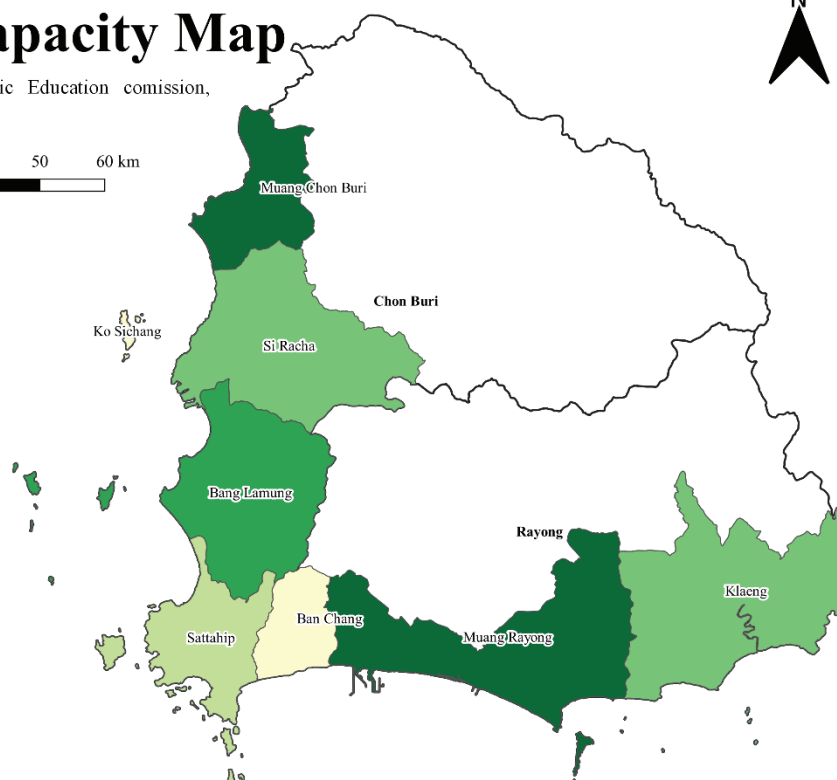 apacity Map
N
ic Education comission,
50 60 km
Muang Chon Buri
Chon Buri
Ko Sichang
Si Racha
Bang Lamung
Rayong
Klaeng
Ban Chang
Sattahip
Muang Rayong